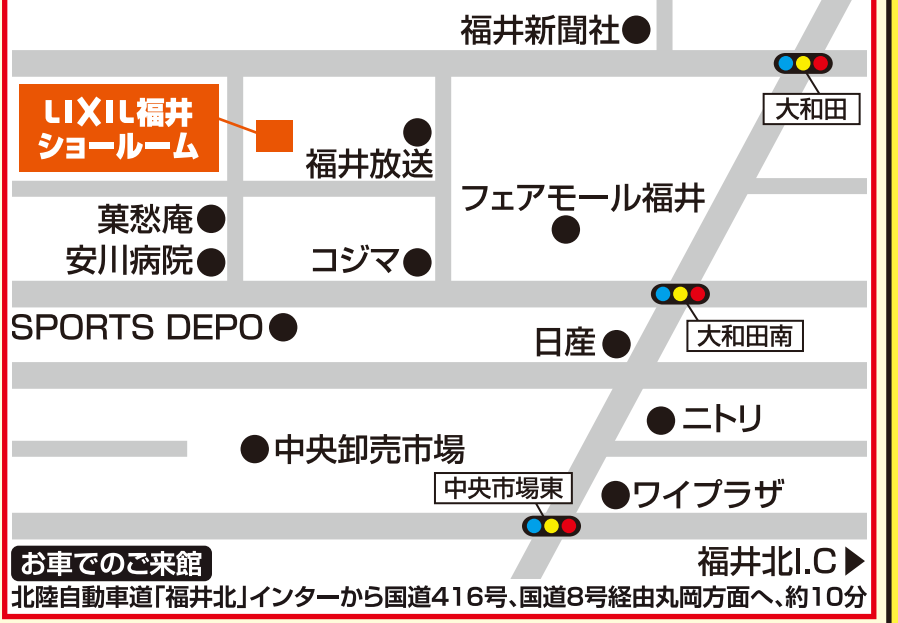 福井新聞社
大和田
LIXIL福井
ショールーム
福井放送
フェアモール福井
菓愁庵
安川病院
コジマ
SPORTS DEPO
日産
大和田南
ニトリ
中央卸売市場
中央市場東
ワイプラザ
お車でのご来館
福井北I.C▶
北陸自動車道「福井北」インターから国道416号、国道8号経由丸岡方面へ、約10分